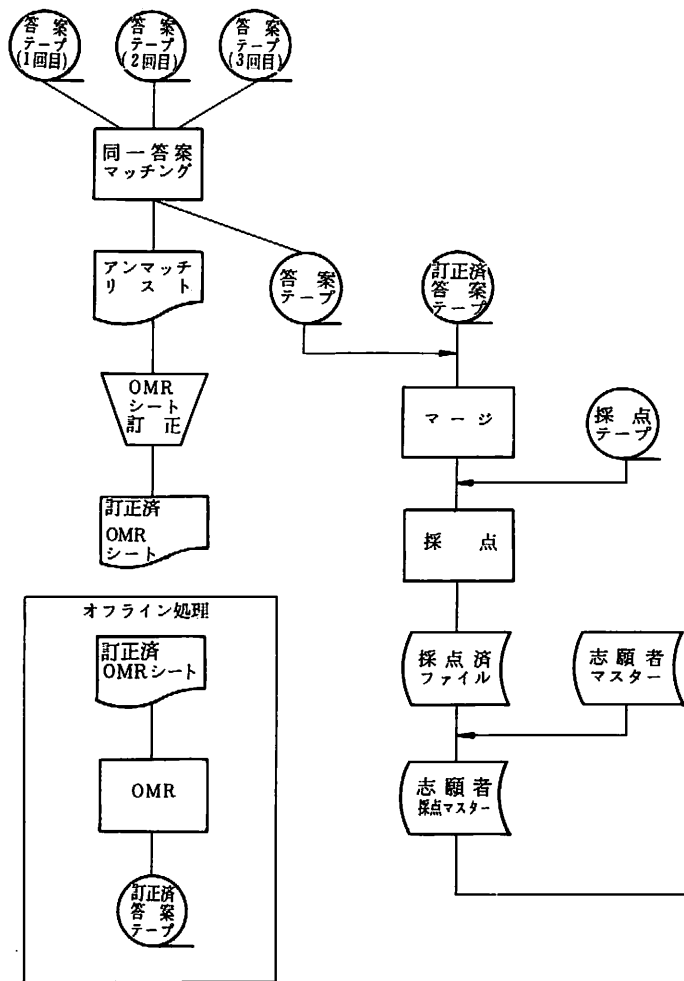 答案
テープ
(1回目)
答案
テープ
(2回目)
答案
テープ
(3回目)
同一答案
マッチング
アンマッチ
リスト
答案
テープ
訂正済
答案
テープ
OMR
シート
訂正
マージ
採点
テープ
訂正済
OMR
シート
採点
オフライン処理
訂正済
OMRシート
採点済
ファイル
志願者
マスター
OMR
志願者
採点マスター
訂正済
答案
テープ